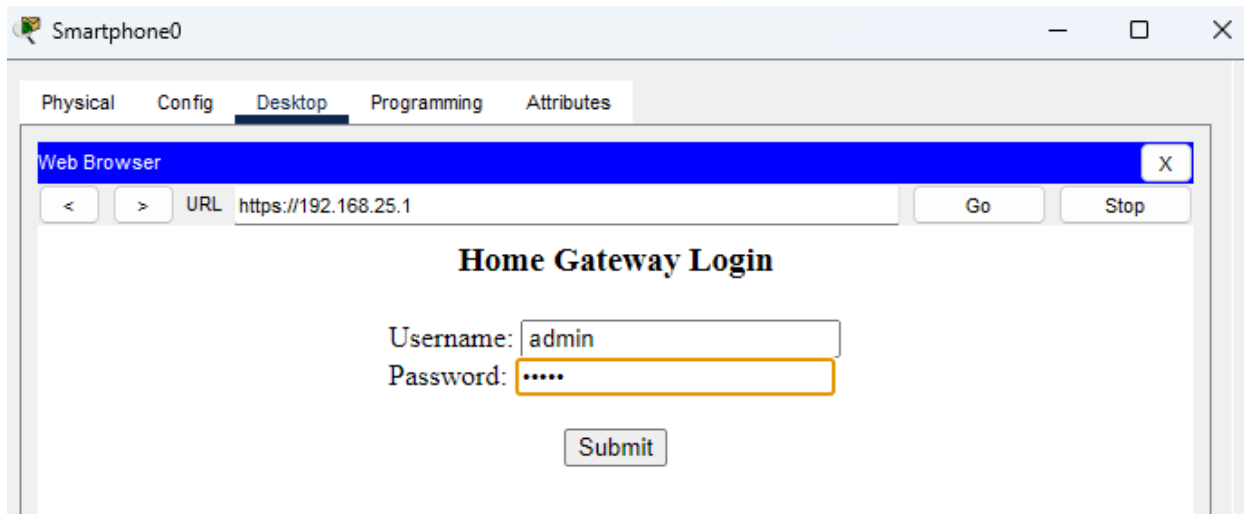 Smartphone0
Physical Config Desktop Programming Attributes
Web Browser X
< > URL https://192.168.25.1 Go Stop
Home Gateway Login
Username: admin
Password: •••••
Submit